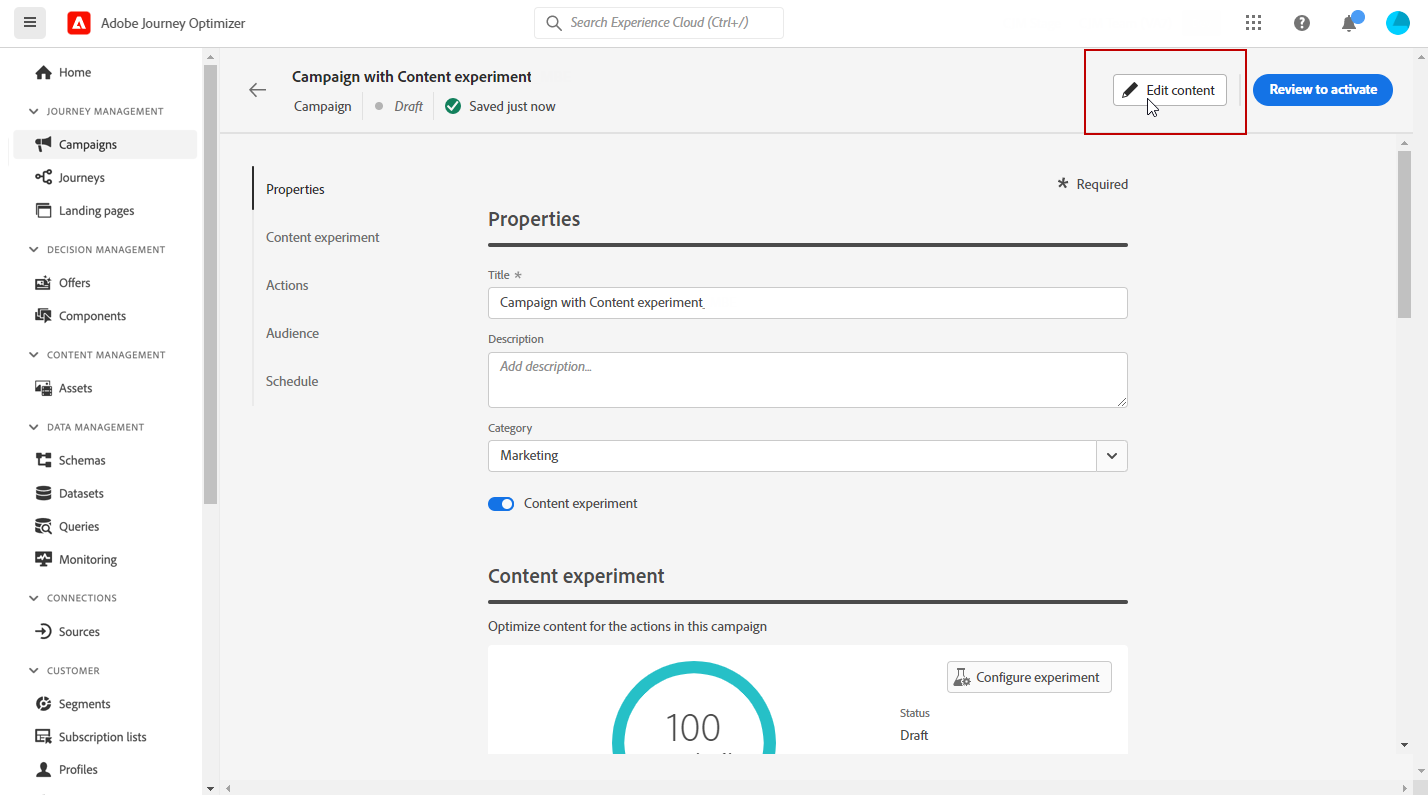 Adobe Journey Optimizer
Search Experience Cloud (Ctrl+/)
Home
JOURNEY MANAGEMENT
Campaigns
Journeys
Landing pages
DECISION MANAGEMENT
Offers
Components
CONTENT MANAGEMENT
Assets
DATA MANAGEMENT
Schemas
Datasets
Queries
Monitoring
CONNECTIONS
Sources
CUSTOMER
Segments
Subscription lists
Profiles
Campaign with Content experiment
Campaign Draft Saved just now
Edit content
Review to activate
Properties
Content experiment
Actions
Audience
Schedule
* Required
Properties
Title *
Campaign with Content experiment
Description
Add description...
Category
Marketing
Content experiment
Content experiment
Optimize content for the actions in this campaign
Configure experiment
100
Status
Draft